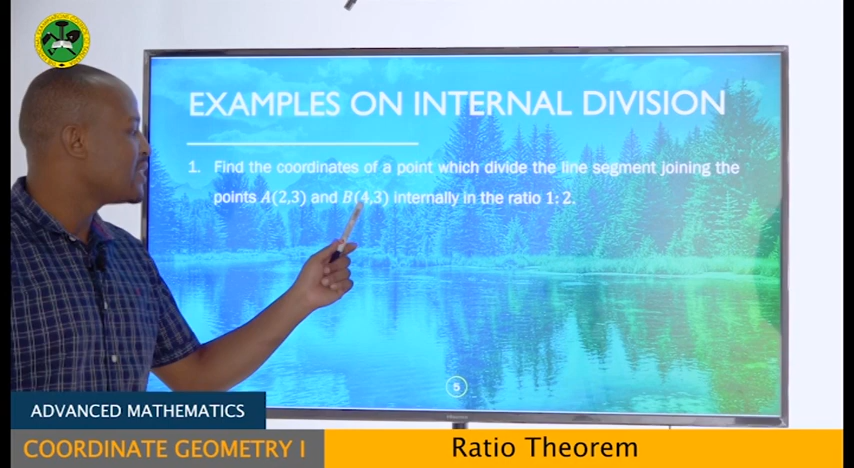 EXAMPLES ON INTERNAL DIVISION
1. Find the coordinates of a point which divide the line segment joining the
points A(2,3) and B(4,3) internally in the ratio 1: 2.
5
Hisense
ADVANCED MATHEMATICS
COORDINATE GEOMETRY I
Ratio Theorem